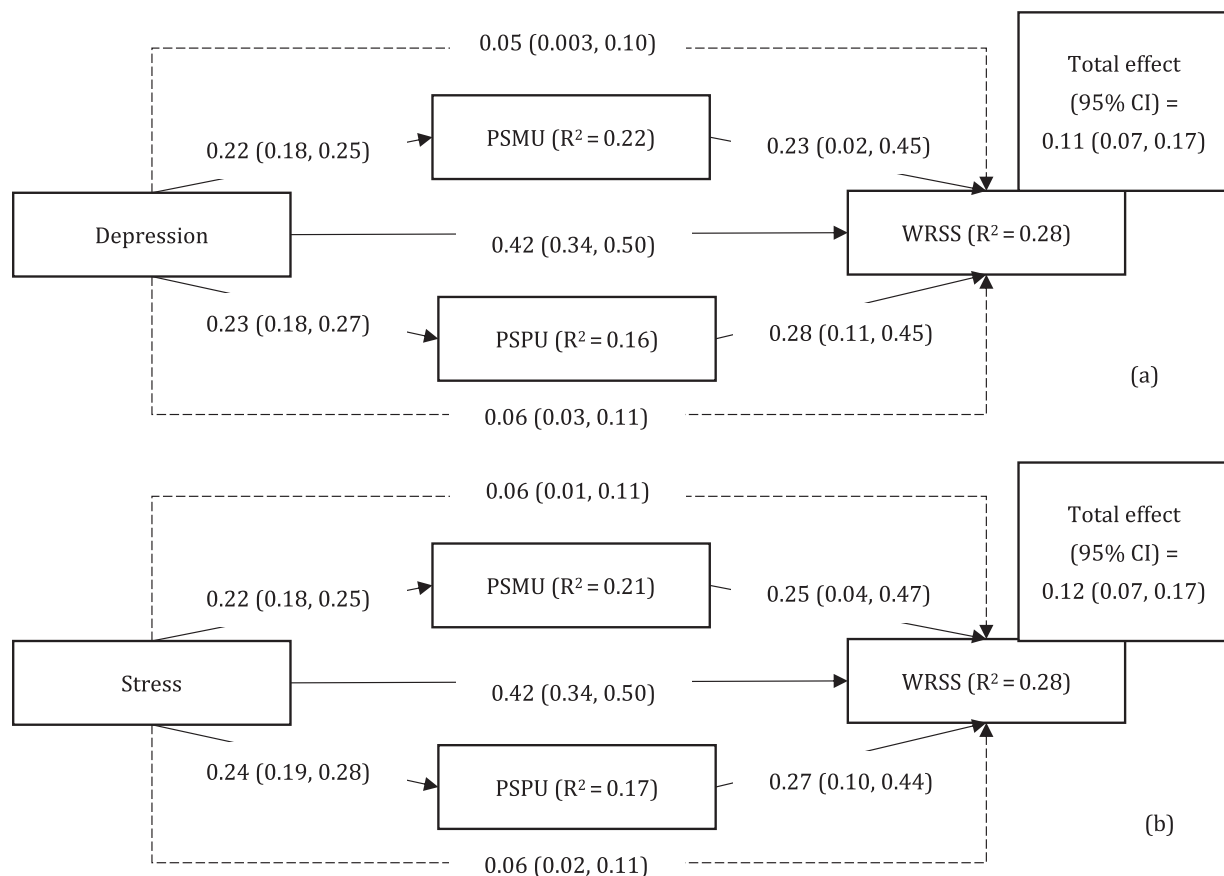 0.05 (0.003, 0.10)
Total effect
(95% CI) =
0.11 (0.07, 0.17)
0.22 (0.18, 0.25)
PSMU (R² = 0.22)
0.23 (0.02, 0.45)
Depression
0.42 (0.34, 0.50)
WRSS (R² = 0.28)
0.23 (0.18, 0.27)
PSPU (R² = 0.16)
0.28 (0.11, 0.45)
(a)
0.06 (0.03, 0.11)
0.06 (0.01, 0.11)
Total effect
(95% CI) =
0.12 (0.07, 0.17)
0.22 (0.18, 0.25)
PSMU (R² = 0.21)
0.25 (0.04, 0.47)
Stress
0.42 (0.34, 0.50)
WRSS (R² = 0.28)
0.24 (0.19, 0.28)
PSPU (R² = 0.17)
0.27 (0.10, 0.44)
(b)
0.06 (0.02, 0.11)